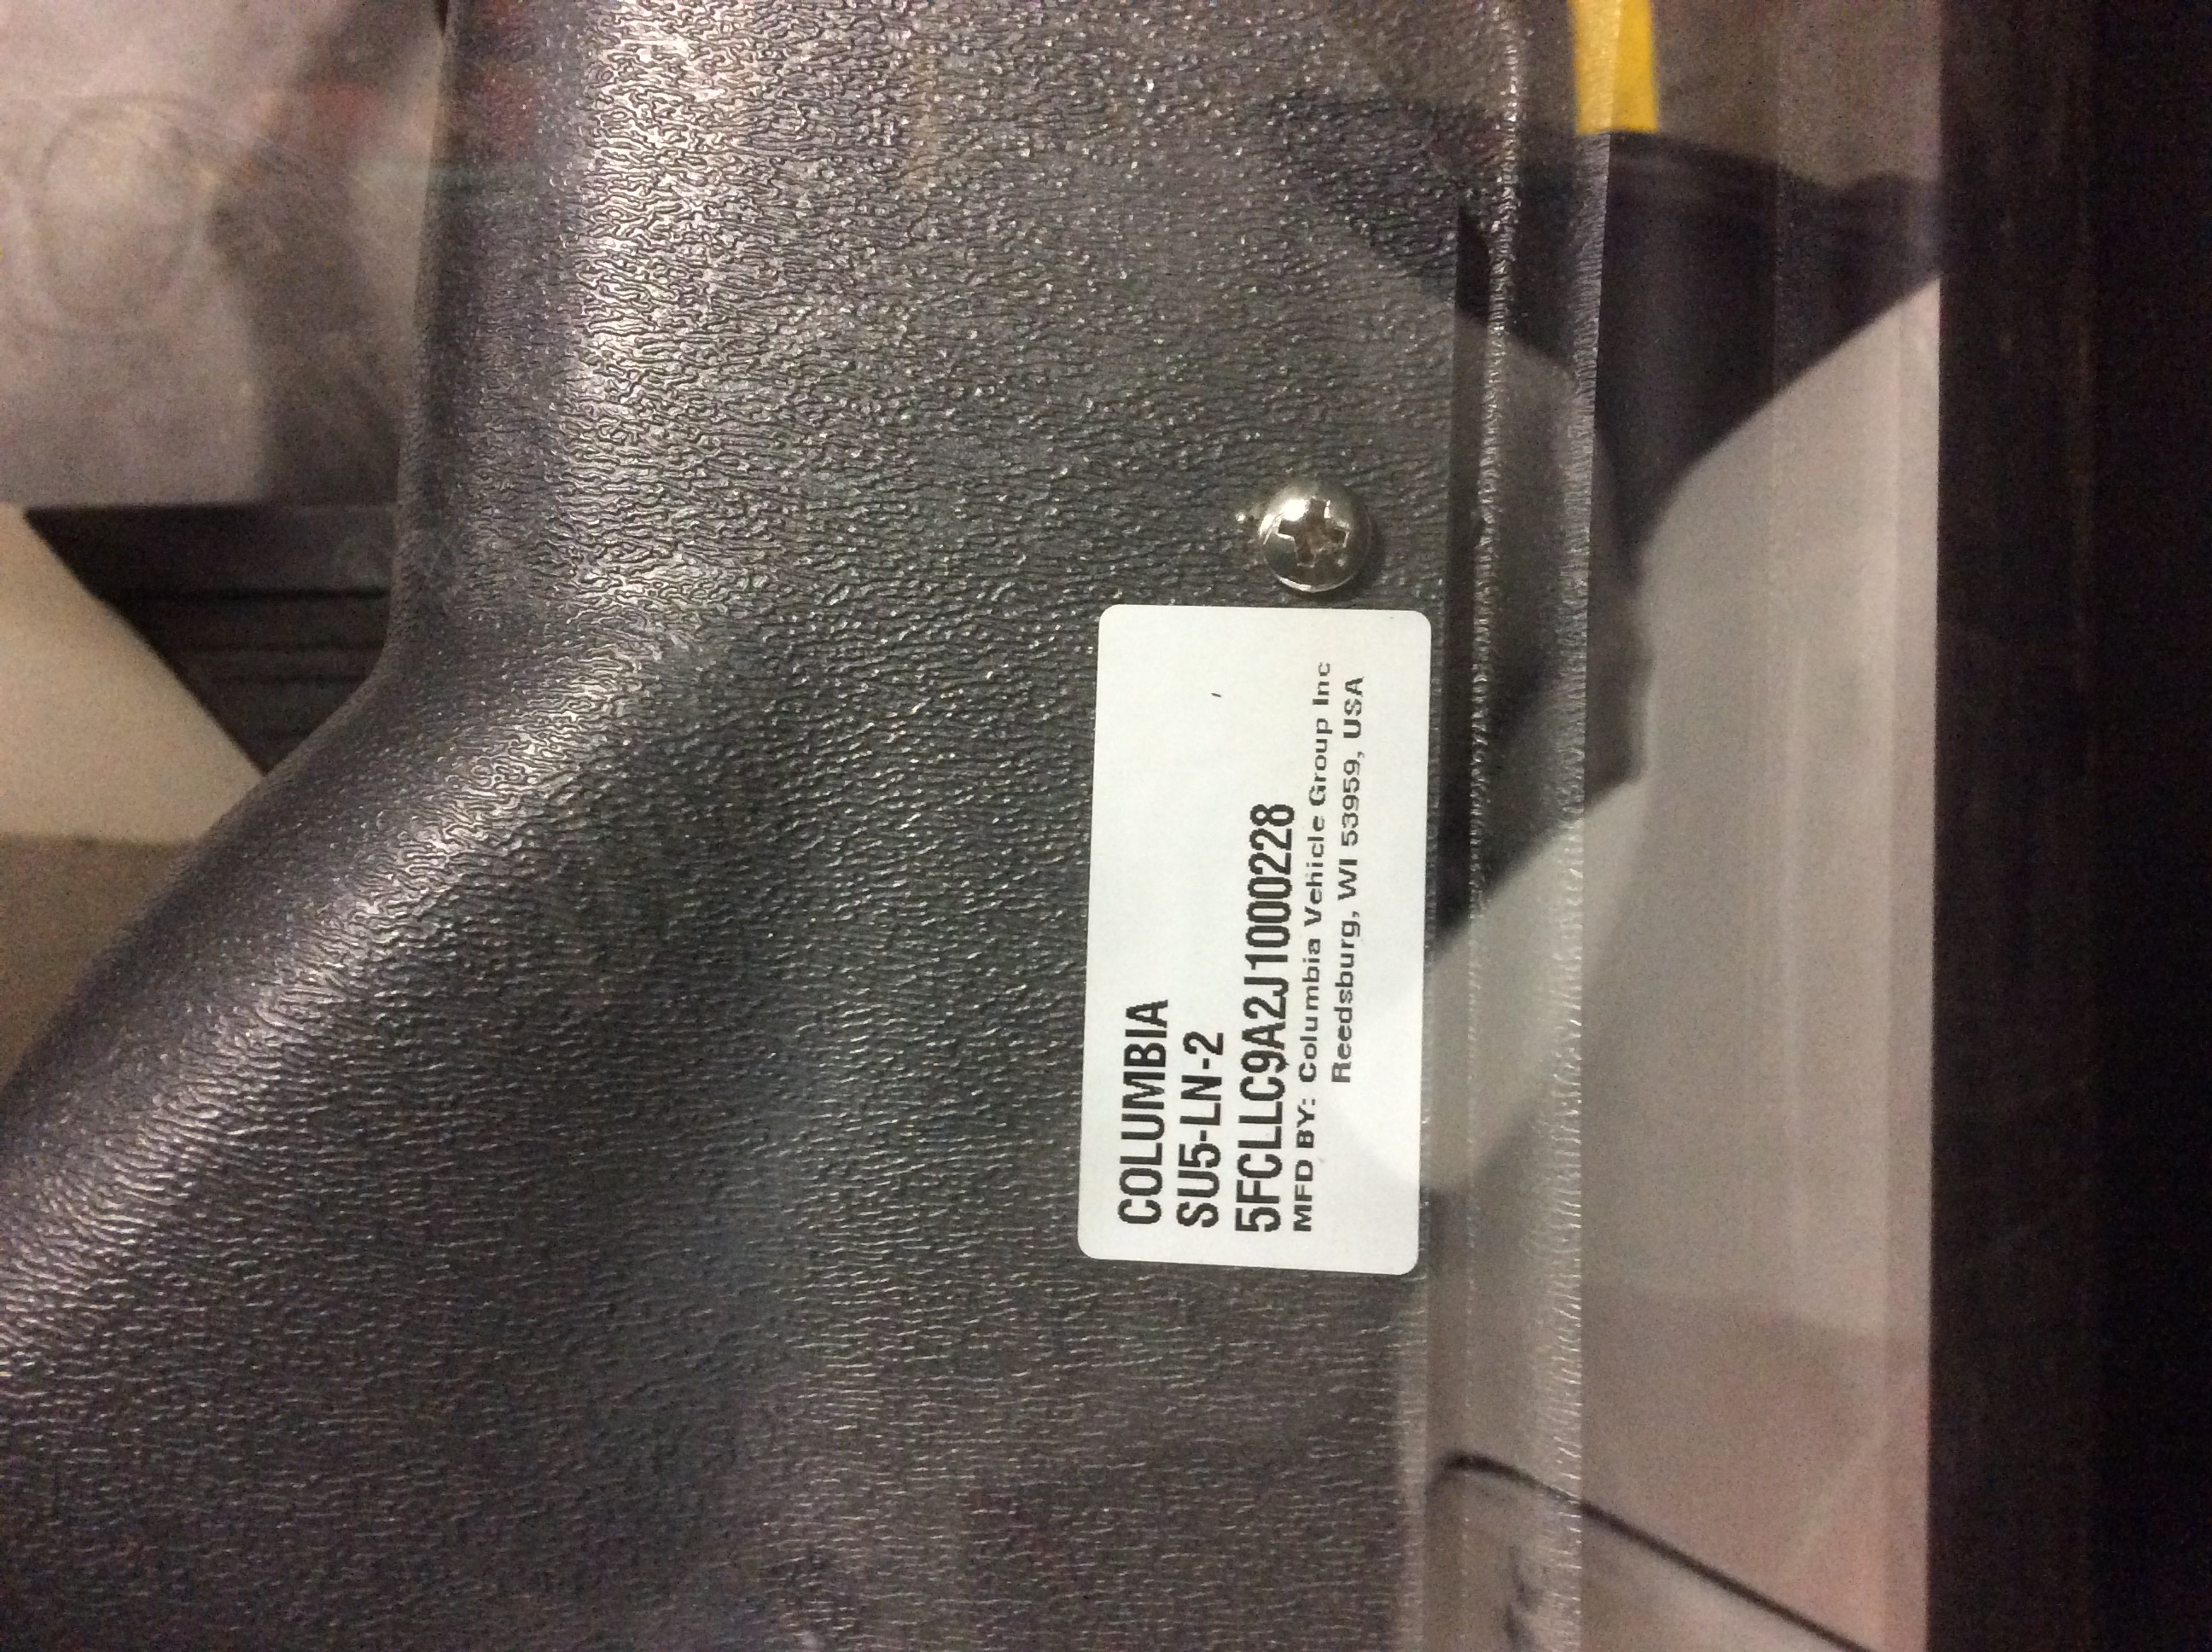 COLUMBIA
SU5-LN-2
5FCLLC9A2J1000228
MFD BY: Columbia Vehicle Group Inc
Reedsburg, WI 53959, USA